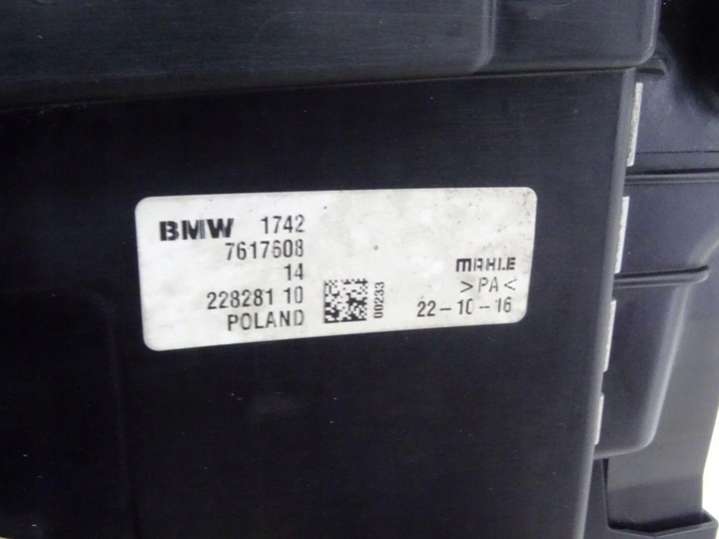 BMW 1742
7617608
14
228281 10
POLAND
00233
MAHLE
>PA<
22-10-16